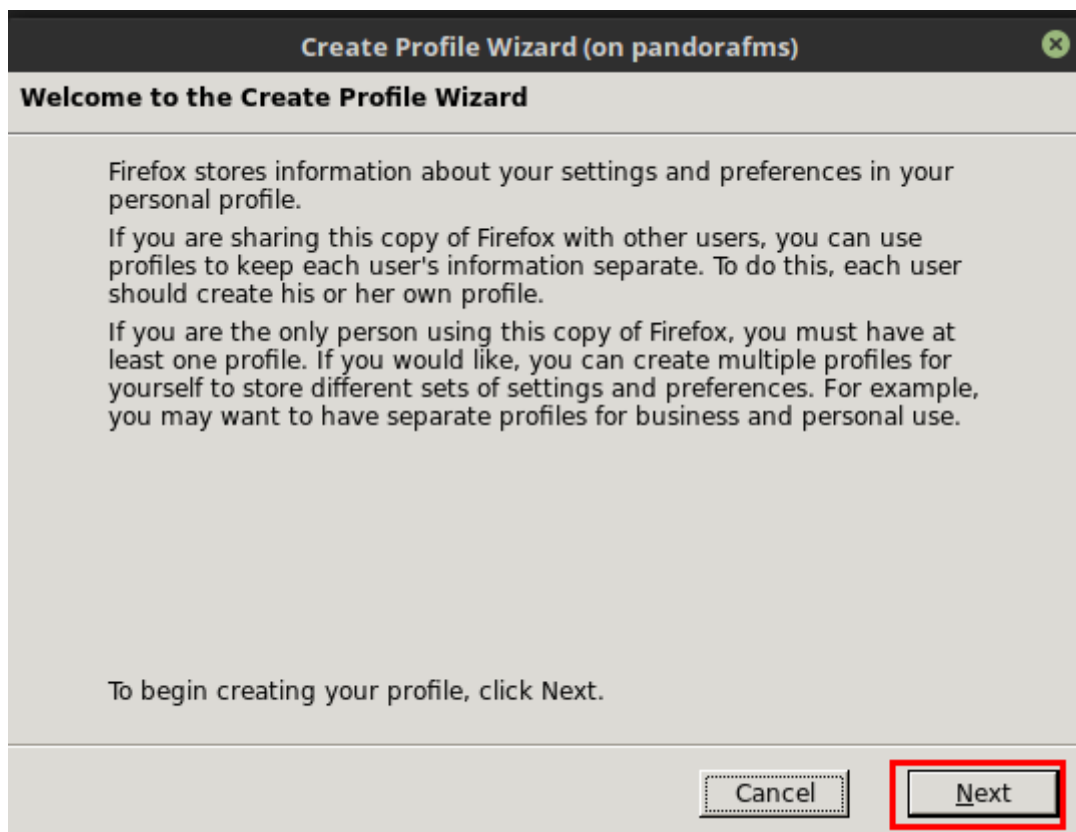 Create Profile Wizard (on pandorafms)
Welcome to the Create Profile Wizard
Firefox stores information about your settings and preferences in your
personal profile.
If you are sharing this copy of Firefox with other users, you can use
profiles to keep each user's information separate. To do this, each user
should create his or her own profile.
If you are the only person using this copy of Firefox, you must have at
least one profile. If you would like, you can create multiple profiles for
yourself to store different sets of settings and preferences. For example,
you may want to have separate profiles for business and personal use.
To begin creating your profile, click Next.
Cancel Next